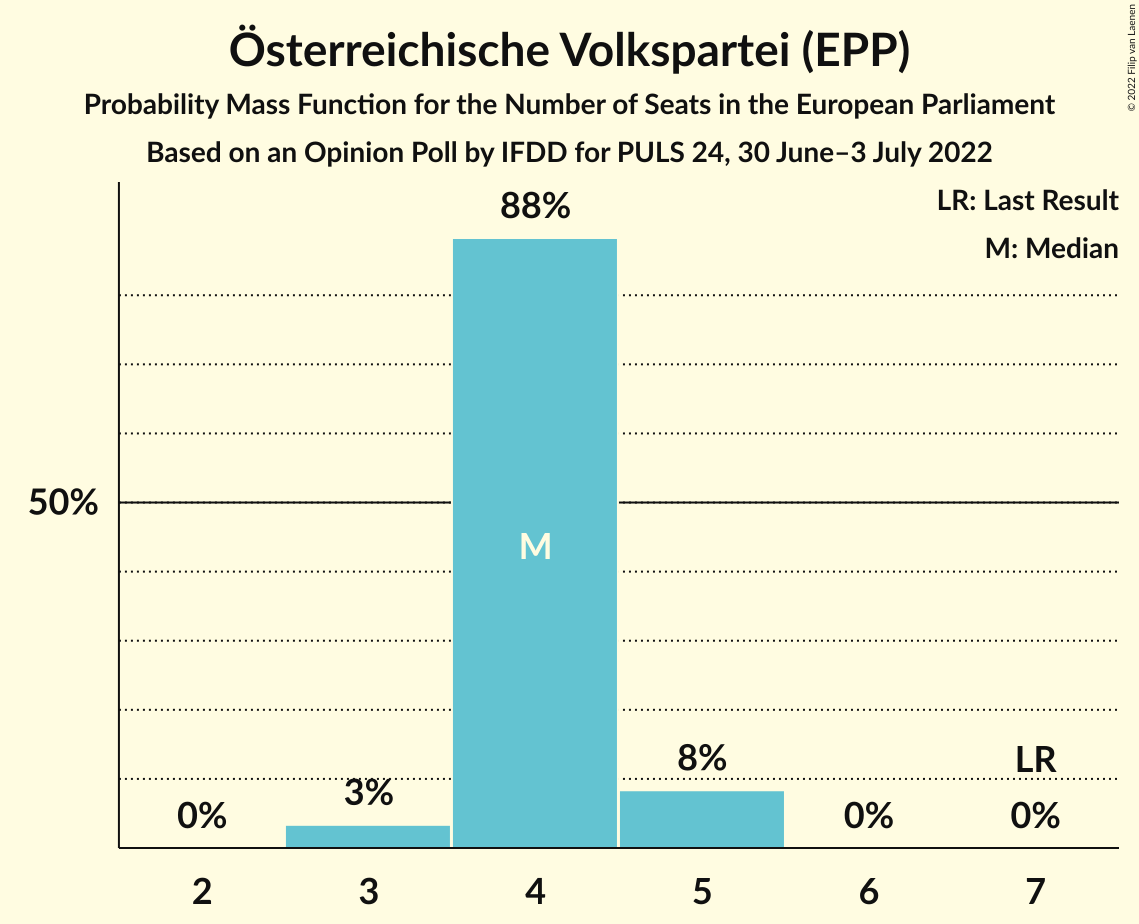 Österreichische Volkspartei (EPP)
Probability Mass Function for the Number of Seats in the European Parliament
Based on an Opinion Poll by IFDD for PULS 24, 30 June–3 July 2022
© 2022 Filip van Laenen
LR: Last Result
M: Median
88%
50%
M
8%
LR
3%
0%
0%
0%
2 3 4 5 6 7